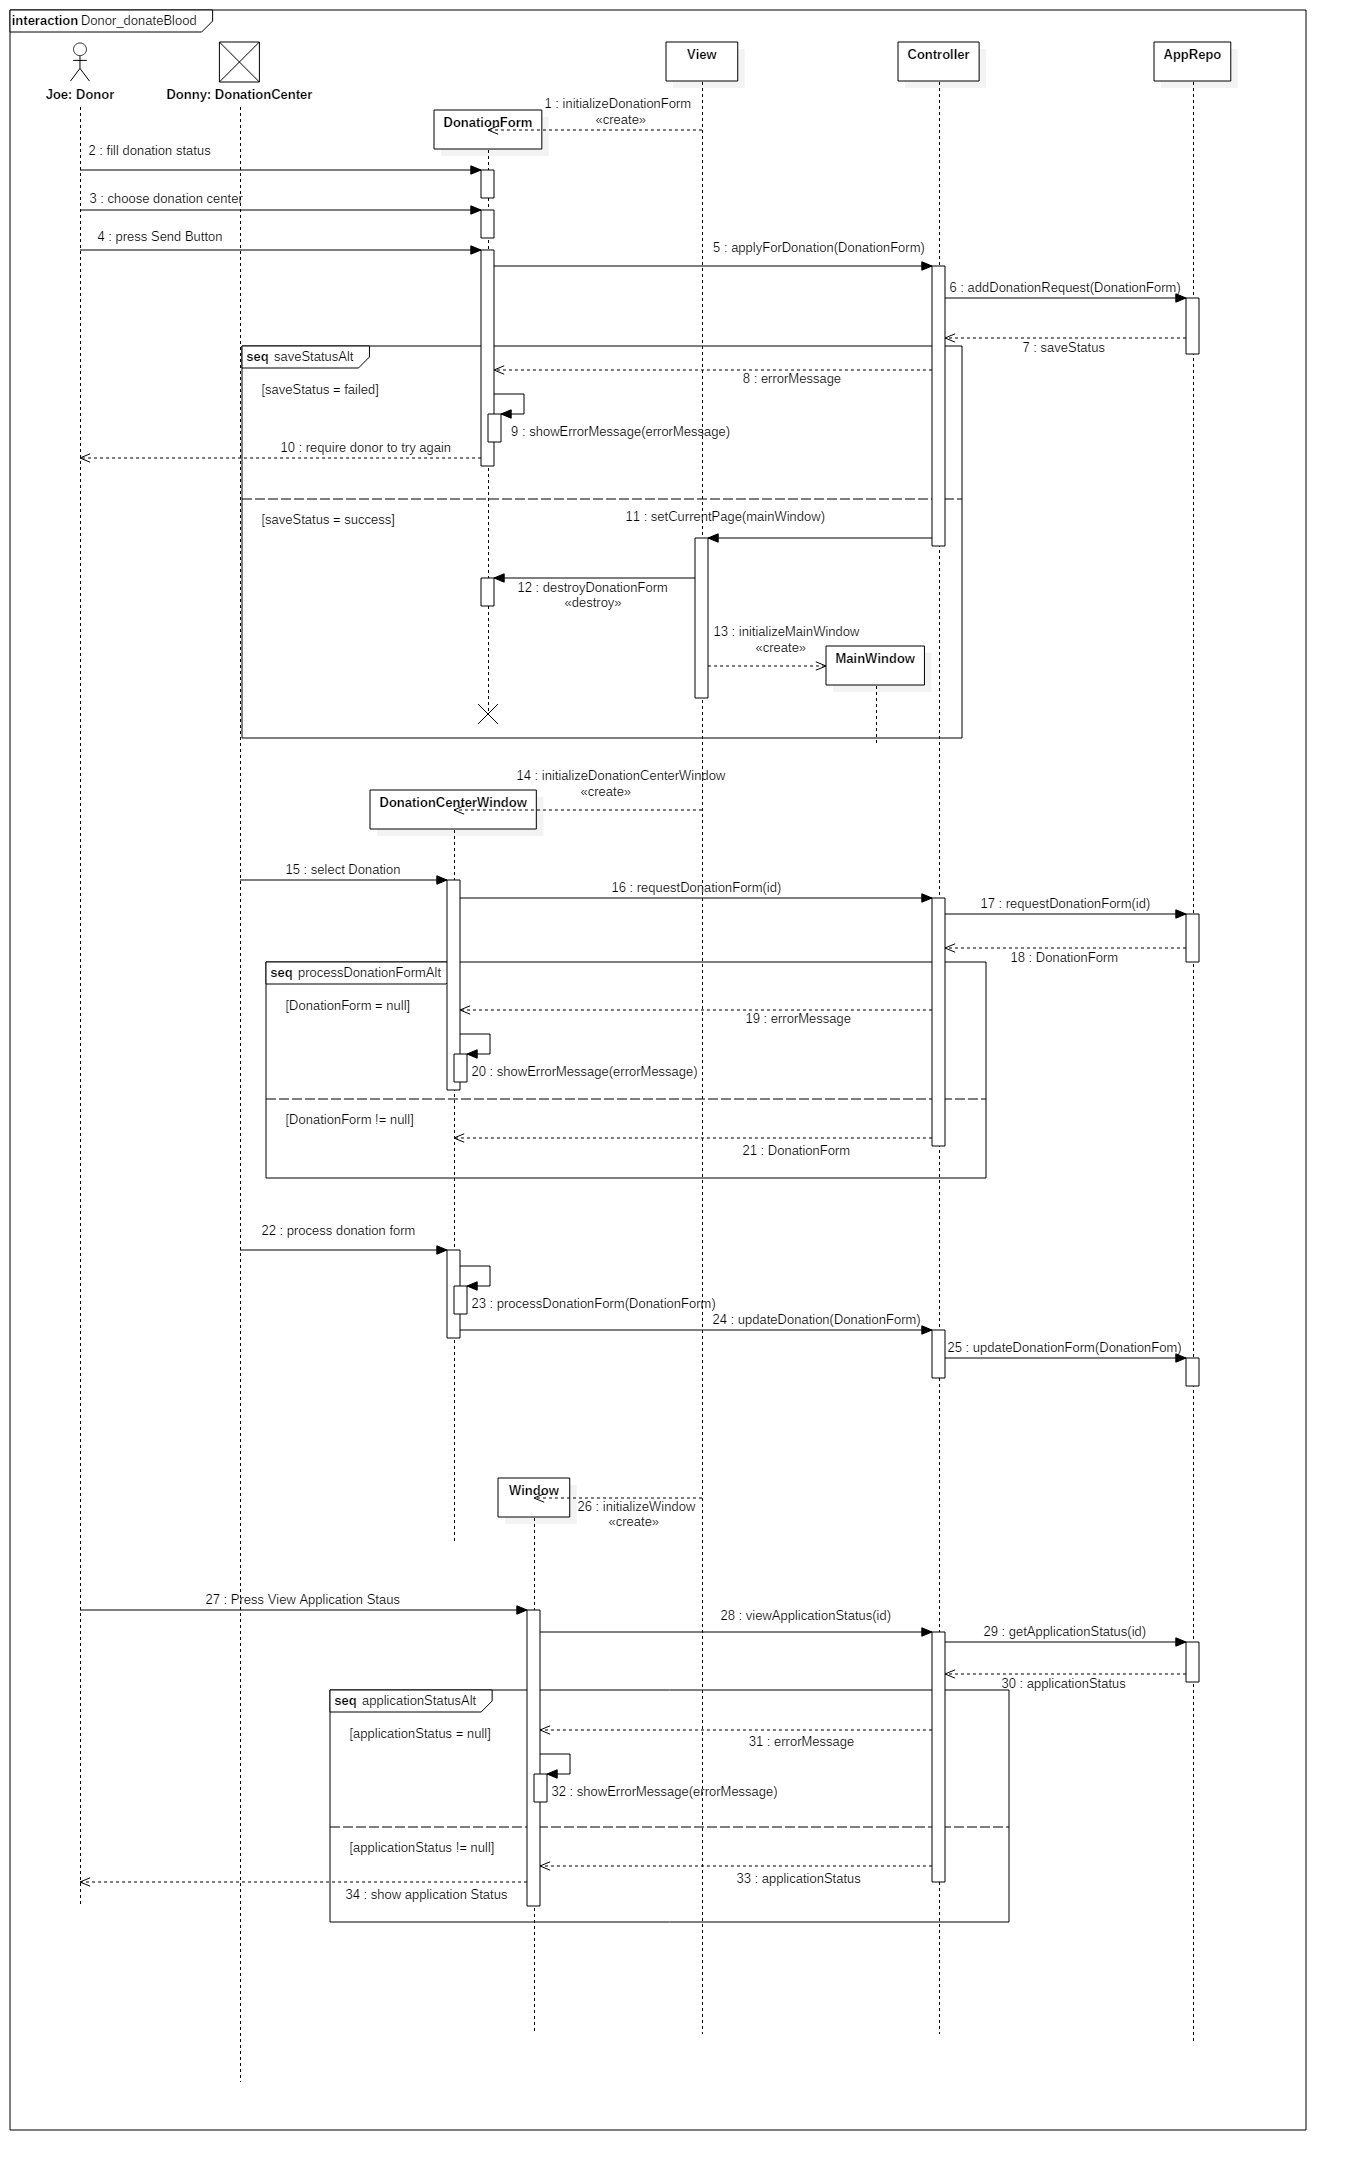 interaction Donor_donateBlood
Joe: Donor
Donny: DonationCenter
View
Controller
AppRepo
DonationForm
1 : initializeDonationForm
«create»
2 : fill donation status
3 : choose donation center
4 : press Send Button
5 : applyForDonation(DonationForm)
6 : addDonationRequest(DonationForm)
7 : saveStatus
seq saveStatusAlt
8 : errorMessage
[saveStatus = failed]
9 : showErrorMessage(errorMessage)
10 : require donor to try again
11 : setCurrentPage(mainWindow)
[saveStatus = success]
12 : destroyDonationForm
«destroy»
13 : initializeMainWindow
«create»
MainWindow
14 : initializeDonationCenterWindow
«create»
DonationCenterWindow
15 : select Donation
16 : requestDonationForm(id)
17 : requestDonationForm(id)
18 : DonationForm
seq processDonationFormAlt
[DonationForm = null]
19 : errorMessage
20 : showErrorMessage(errorMessage)
[DonationForm != null]
21 : DonationForm
22 : process donation form
23 : processDonationForm(DonationForm)
24 : updateDonation(DonationForm)
25 : updateDonationForm(DonationFom)
Window
26 : initializeWindow
«create»
27 : Press View Application Staus
28 : viewApplicationStatus(id)
29 : getApplicationStatus(id)
30 : applicationStatus
seq applicationStatusAlt
[applicationStatus = null]
31 : errorMessage
32 : showErrorMessage(errorMessage)
[applicationStatus != null]
33 : applicationStatus
34 : show application Status